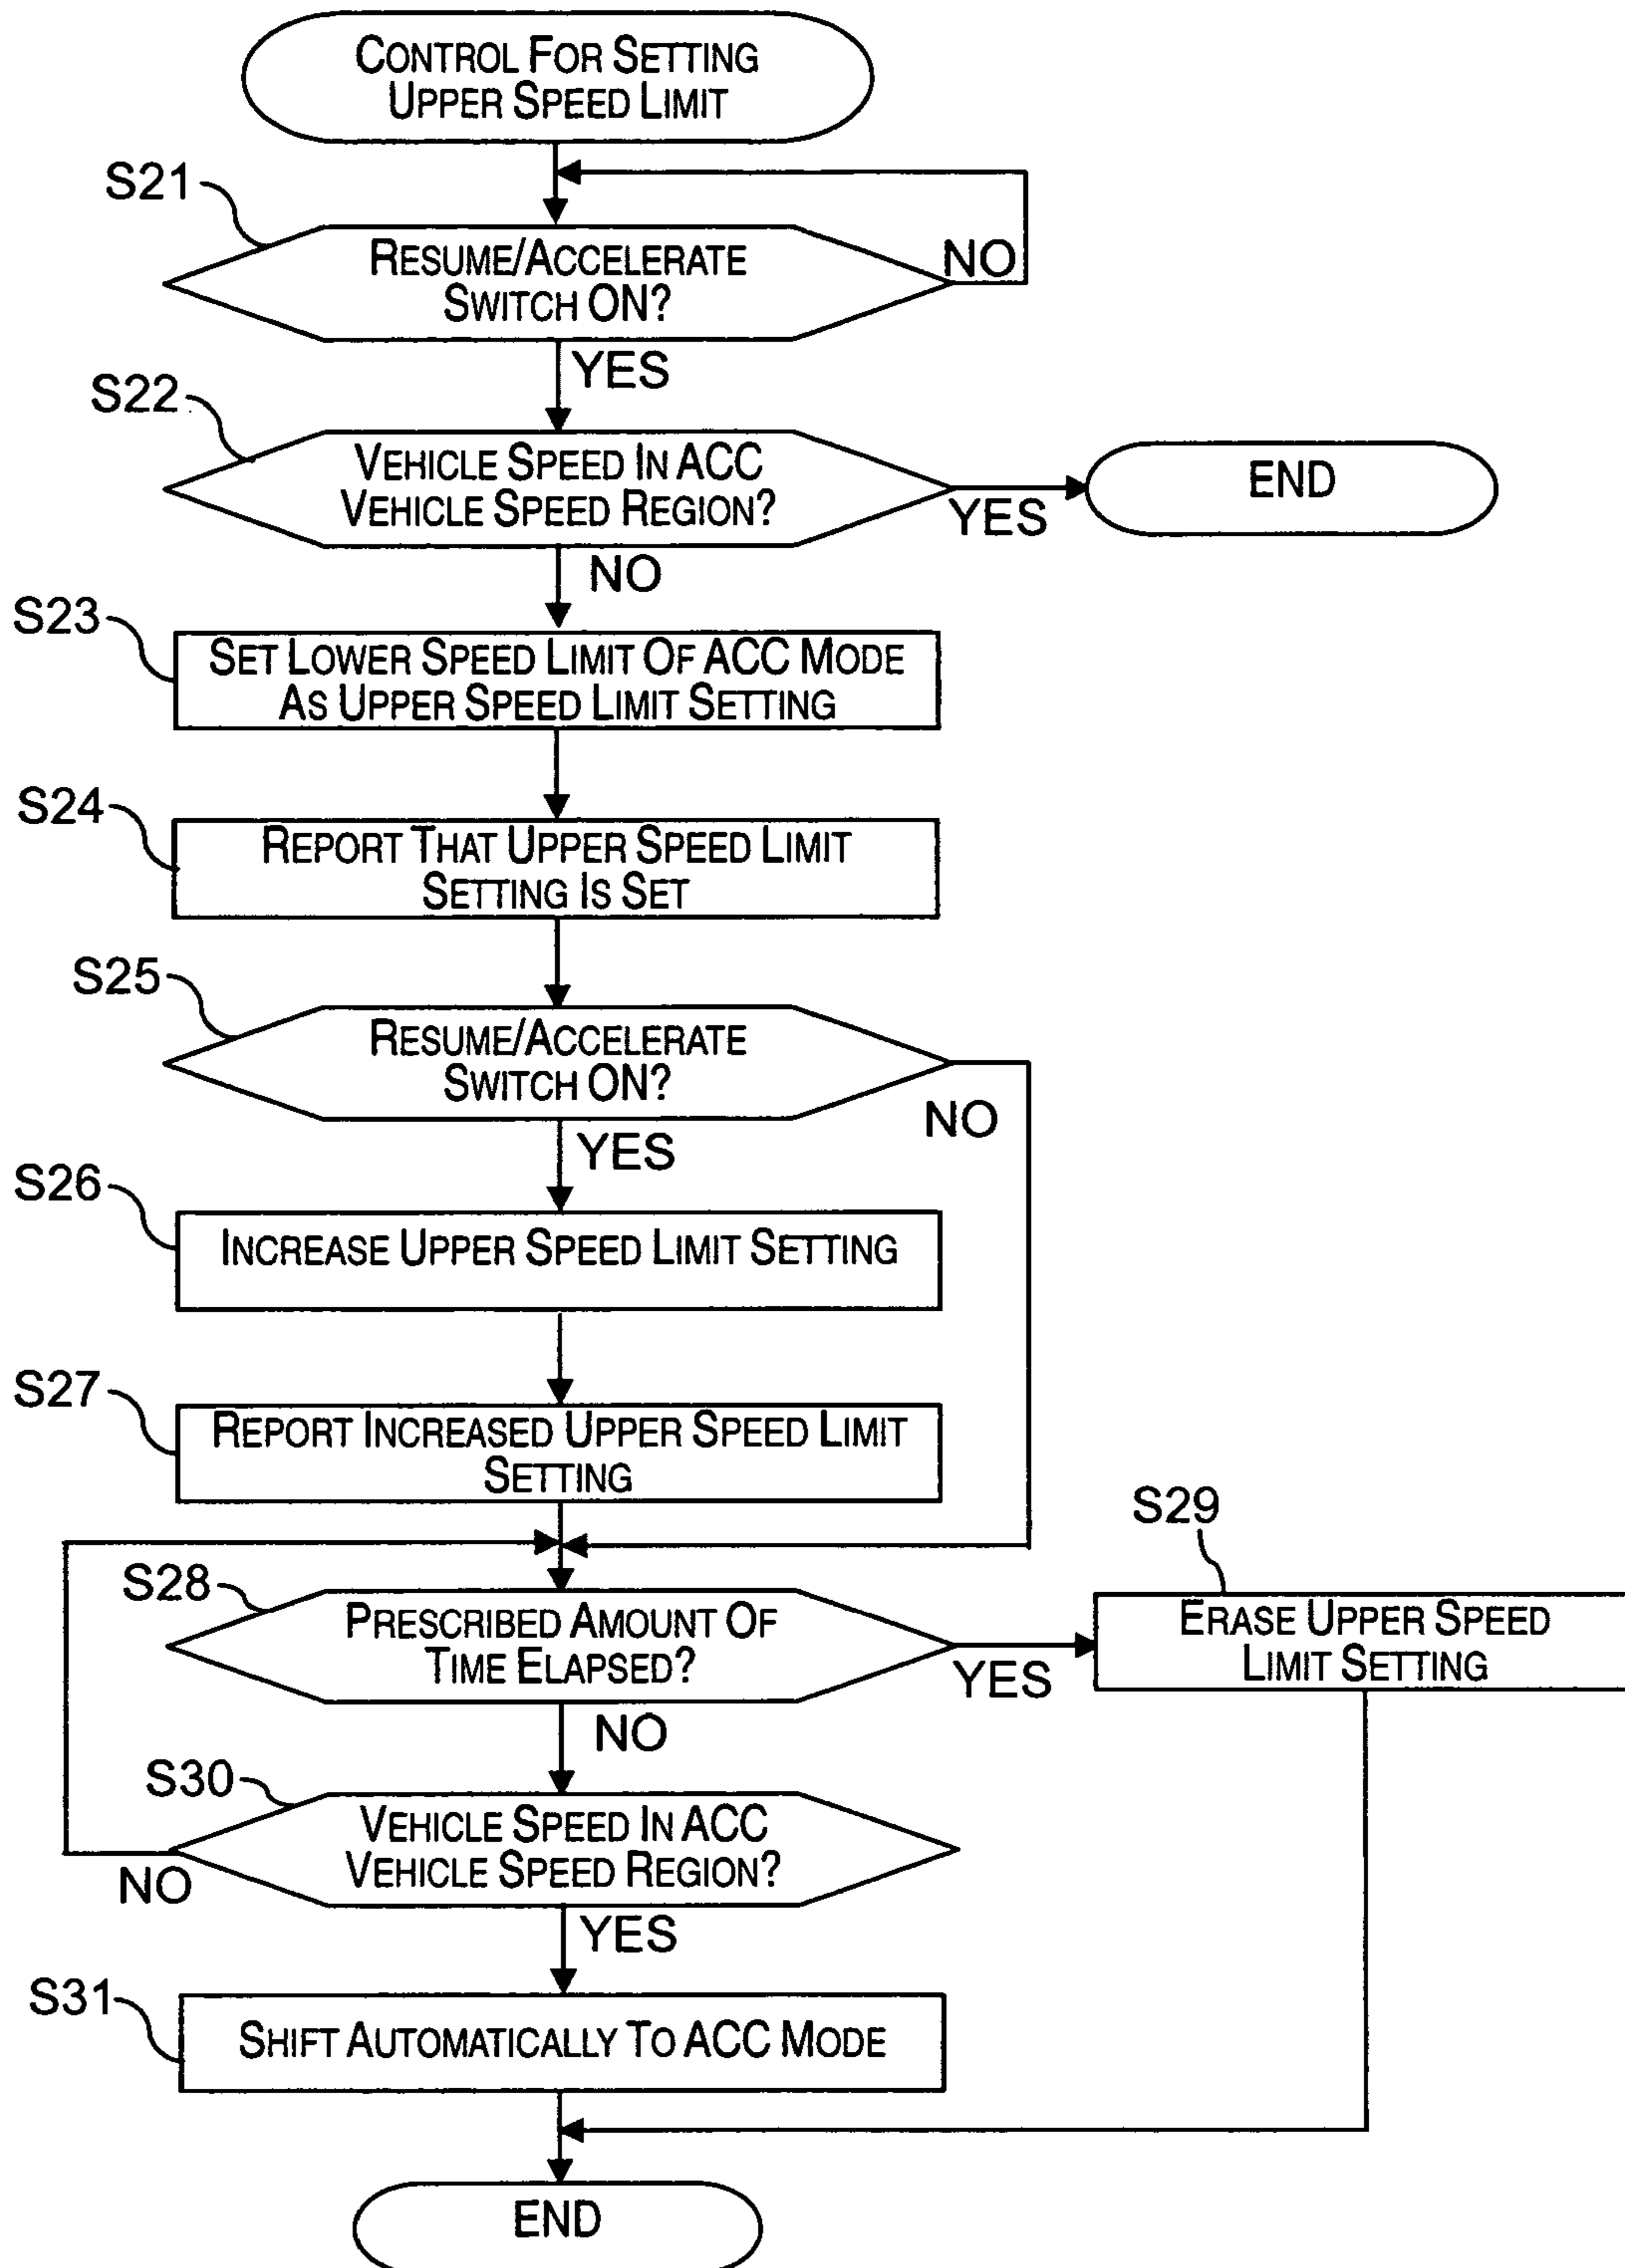 CONTROL FOR SETTING
UPPER SPEED LIMIT
S21
RESUME/ACCELERATE
SWITCH ON?
NO
YES
S22
VEHICLE SPEED IN ACC
VEHICLE SPEED REGION?
YES
END
NO
S23
SET LOWER SPEED LIMIT OF ACC MODE
AS UPPER SPEED LIMIT SETTING
S24
REPORT THAT UPPER SPEED LIMIT
SETTING IS SET
S25
RESUME/ACCELERATE
SWITCH ON?
NO
YES
S26
INCREASE UPPER SPEED LIMIT SETTING
S27
REPORT INCREASED UPPER SPEED LIMIT
SETTING
S28
PRESCRIBED AMOUNT OF
TIME ELAPSED?
YES
S29
ERASE UPPER SPEED
LIMIT SETTING
NO
S30
VEHICLE SPEED IN ACC
VEHICLE SPEED REGION?
NO
YES
S31
SHIFT AUTOMATICALLY TO ACC MODE
END